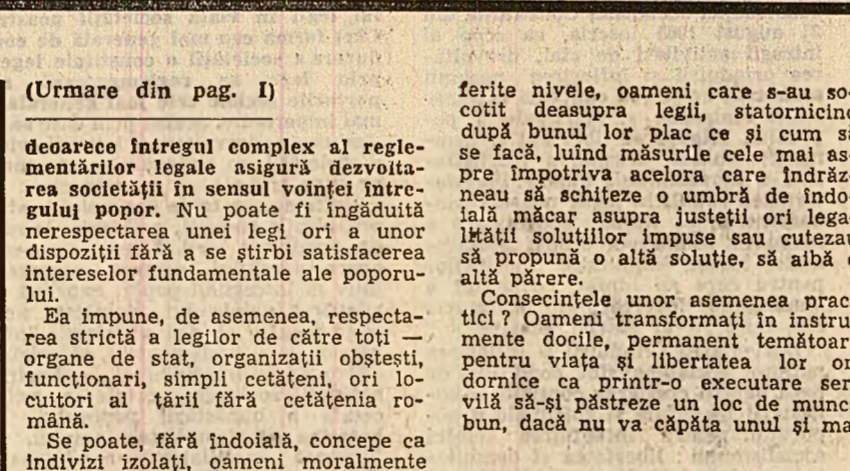 (Urmare din pag. I)
deoarece întregul complex al regle-
mentărilor legale asigură dezvolta-
rea societății în sensul voinței între-
gului popor. Nu poate fi îngăduită
nerespectarea unei legi ori a unor
dispoziții fără a se știrbi satisfacerea
intereselor fundamentale ale poporu-
lui.
Ea impune, de asemenea, respecta-
rea strictă a legilor de către toți —
organe de stat, organizații obștești,
funcționari, simpli cetățeni, ori lo-
cuitori ai țării fără cetățenia ro-
mână.
Se poate, fără îndoială, concepe ca
indivizi izolați, oameni moralmente
ferite nivele, oameni care s-au so-
cotit deasupra legii, statornicind
după bunul lor plac ce și cum să
se facă, luînd măsurile cele mai as-
pre împotriva acelora care îndrăz-
neau să schițeze o umbră de îndo-
ială măcar asupra justeții ori lega-
lității soluțiilor impuse sau cutezau
să propună o altă soluție, să aibă o
altă părere.
Consecințele unor asemenea prac-
tici ? Oameni transformați în instru-
mente docile, permanent temători
pentru viața și libertatea lor ori
dornice ca printr-o executare ser-
vilă să-și păstreze un loc de muncă
bun, dacă nu va căpăta unul și mai